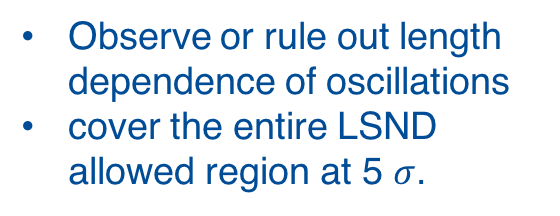 • Observe or rule out length
dependence of oscillations
• cover the entire LSND
allowed region at 5 σ.